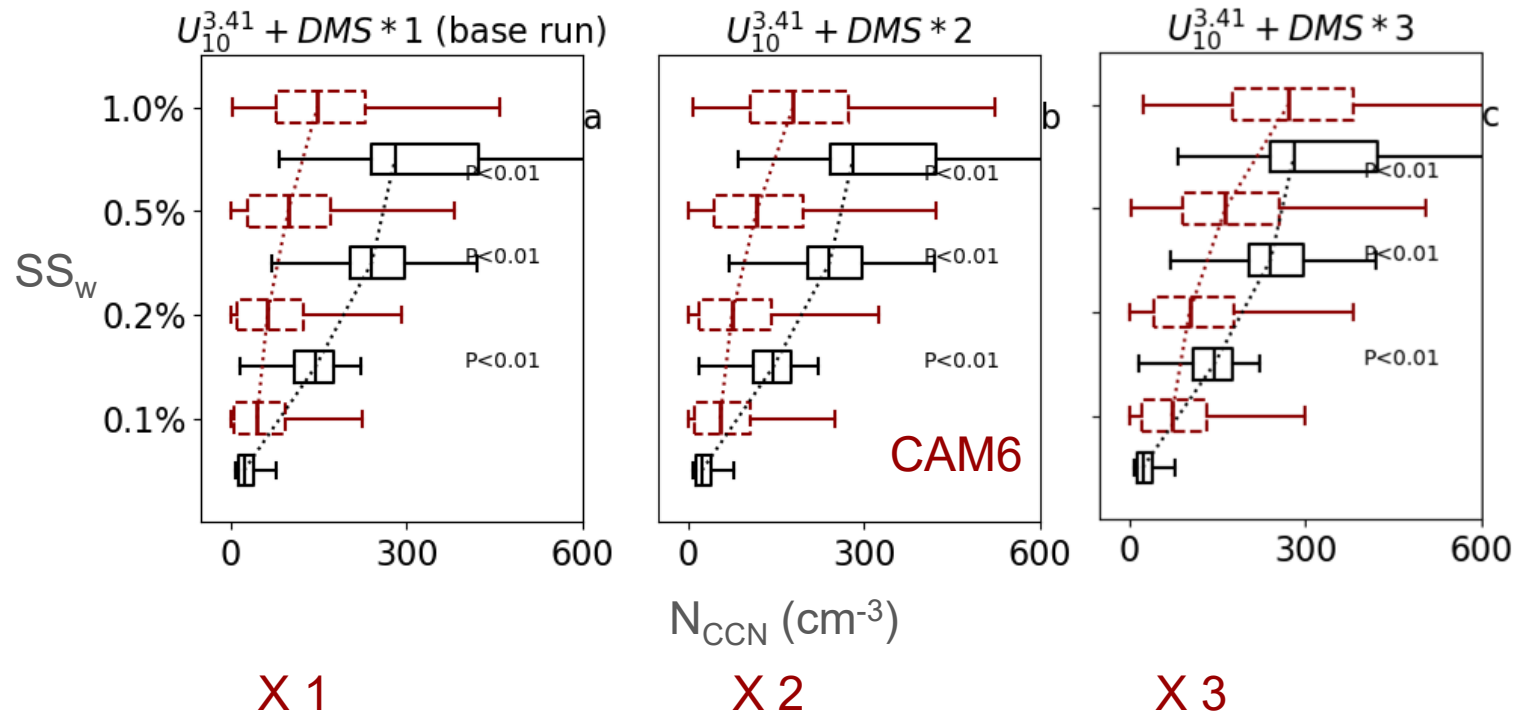 U₁₀^3.41 + DMS * 1 (base run)
U₁₀^3.41 + DMS * 2
U₁₀^3.41 + DMS * 3
1.0%
a
b
c
P<0.01
P<0.01
P<0.01
0.5%
P<0.01
P<0.01
P<0.01
SSw
0.2%
P<0.01
P<0.01
P<0.01
0.1%
CAM6
0 300 600
0 300 600
0 300 600
NCCN (cm-3)
X 1
X 2
X 3